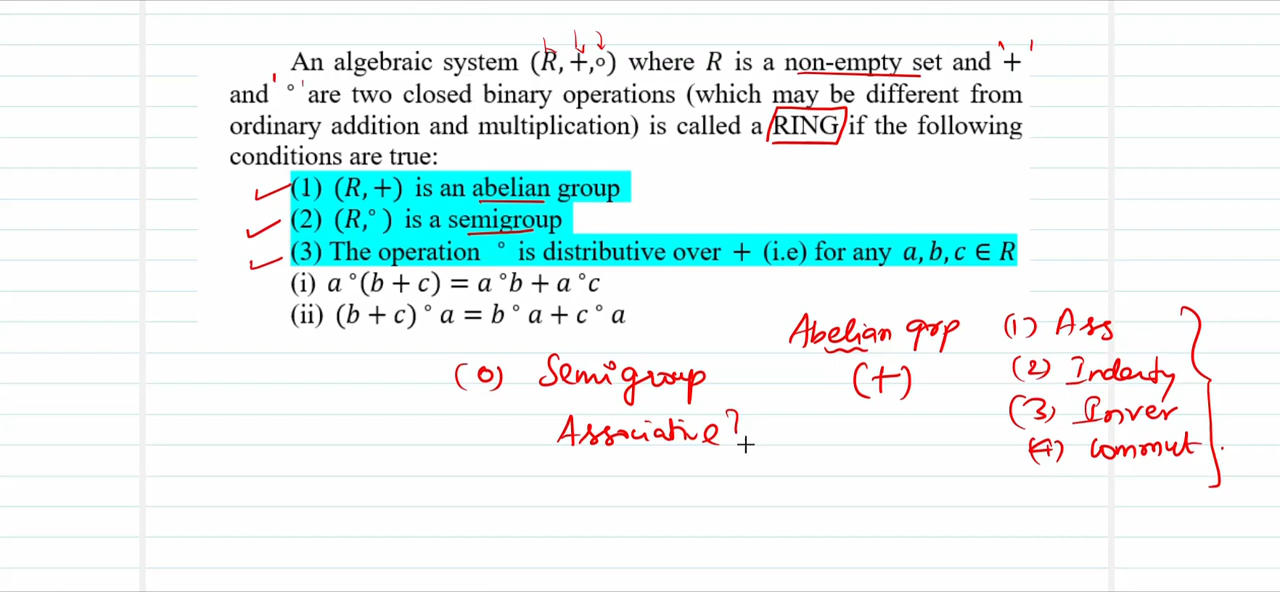 An algebraic system (R, +,∘) where R is a non-empty set and '+'
and '∘' are two closed binary operations (which may be different from
ordinary addition and multiplication) is called a RING if the following
conditions are true:
(1) (R, +) is an abelian group
(2) (R,∘) is a semigroup
(3) The operation ∘ is distributive over + (i.e) for any a, b, c ∈ R
(i) a ∘ (b + c) = a ∘ b + a ∘ c
(ii) (b + c) ∘ a = b ∘ a + c ∘ a
Abelian grp
(+)
(1) Ass
(2) Indenty
(3) Inver
(4) Commut
(o) Semigroup
Associative